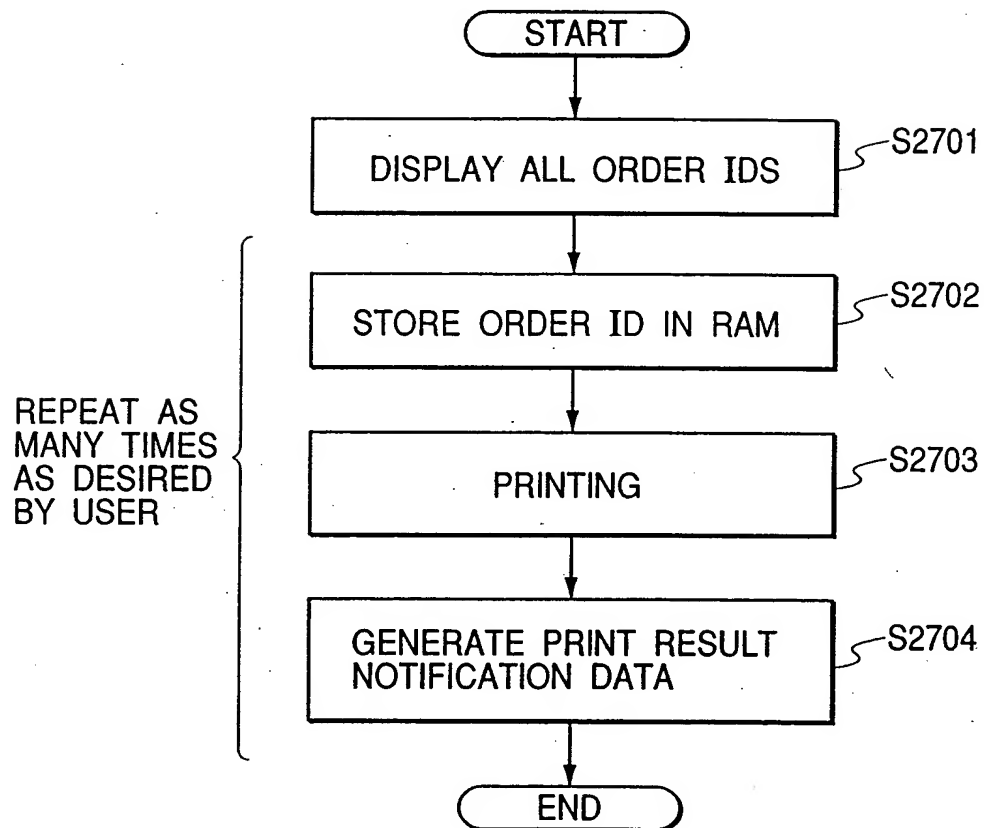 START
DISPLAY ALL ORDER IDS
S2701
STORE ORDER ID IN RAM
S2702
REPEAT AS
MANY TIMES
AS DESIRED
BY USER
PRINTING
S2703
GENERATE PRINT RESULT
NOTIFICATION DATA
S2704
END